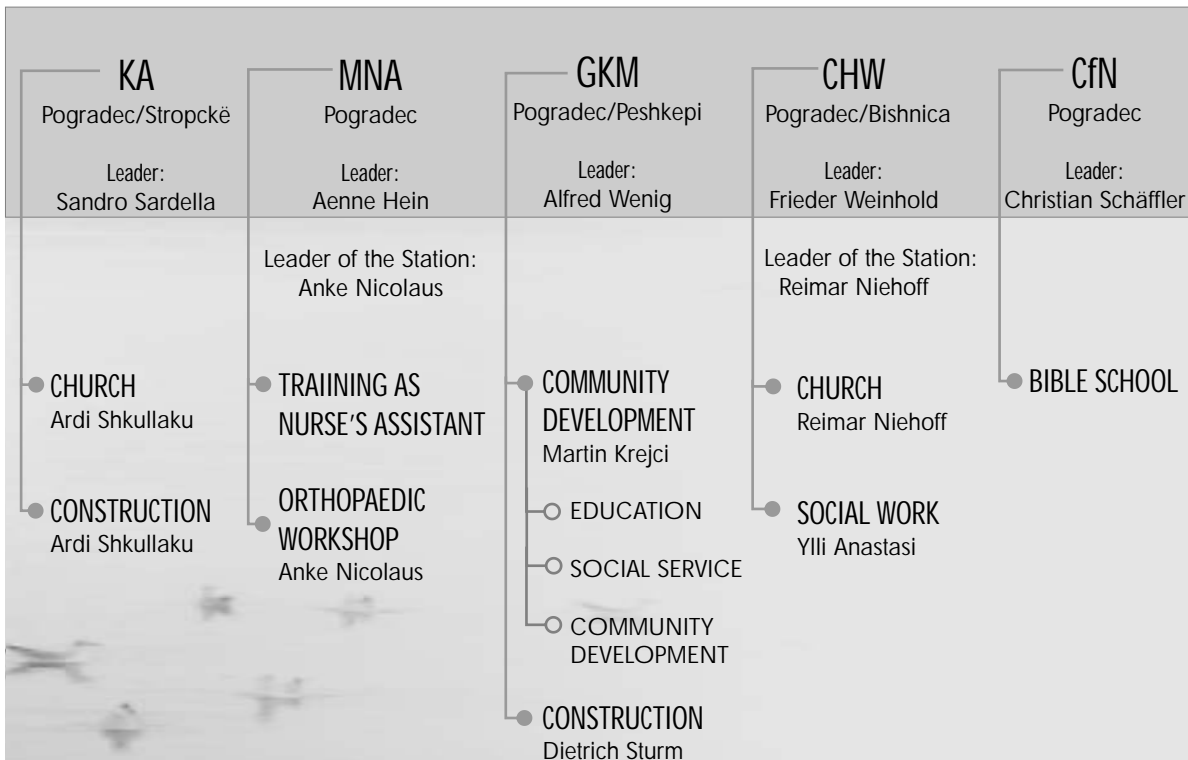 KA
Pogradec/Stropckë
Leader:
Sandro Sardella
CHURCH
Ardi Shkullaku
CONSTRUCTION
Ardi Shkullaku
MNA
Pogradec
Leader:
Aenne Hein
Leader of the Station:
Anke Nicolaus
TRAIINING AS
NURSE'S ASSISTANT
ORTHOPAEDIC
WORKSHOP
Anke Nicolaus
GKM
Pogradec/Peshkepi
Leader:
Alfred Wenig
COMMUNITY
DEVELOPMENT
Martin Krejci
EDUCATION
SOCIAL SERVICE
COMMUNITY
DEVELOPMENT
CONSTRUCTION
Dietrich Sturm
CHW
Pogradec/Bishnica
Leader:
Frieder Weinhold
Leader of the Station:
Reimar Niehoff
CHURCH
Reimar Niehoff
SOCIAL WORK
Ylli Anastasi
CfN
Pogradec
Leader:
Christian Schäffler
BIBLE SCHOOL